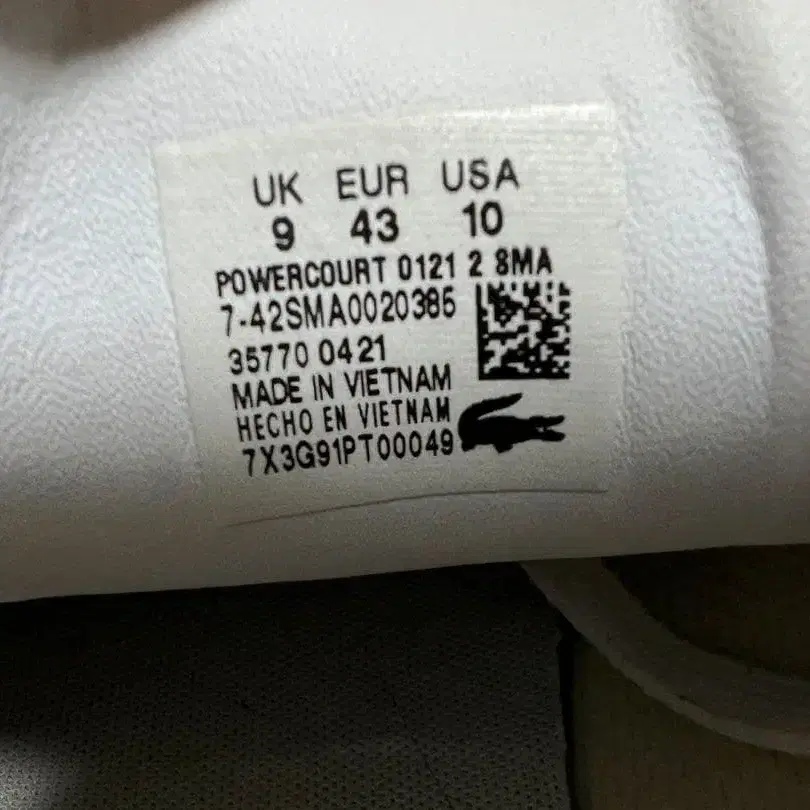 UK EUR USA
9 43 10
POWERCOURT 0121 2 SMA
7-42SMA0020385
35770 0421
MADE IN VIETNAM
HECHO EN VIETNAM
7X3G91PT00049